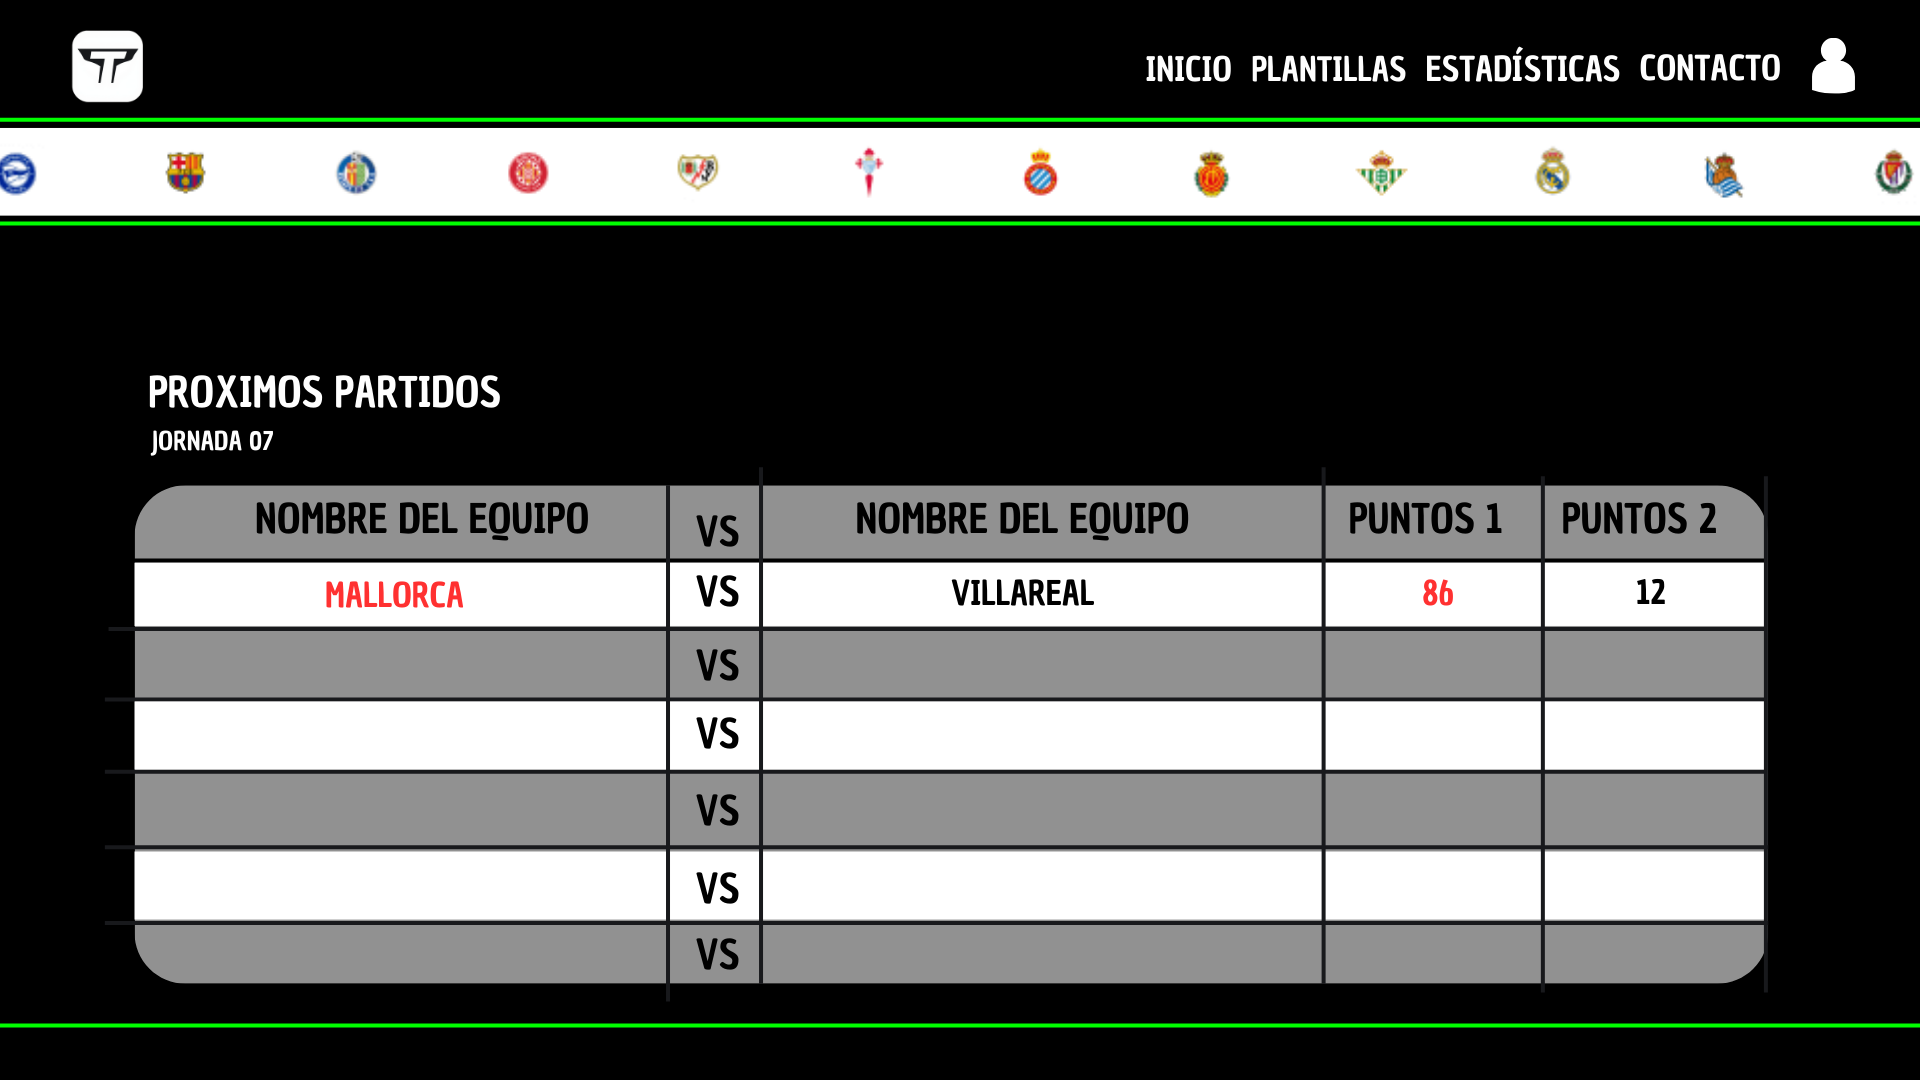 INICIO PLANTILLAS ESTADÍSTICAS CONTACTO
PROXIMOS PARTIDOS
JORNADA 07
NOMBRE DEL EQUIPO VS NOMBRE DEL EQUIPO PUNTOS 1 PUNTOS 2
MALLORCA VS VILLAREAL 86 12
VS
VS
VS
VS
VS